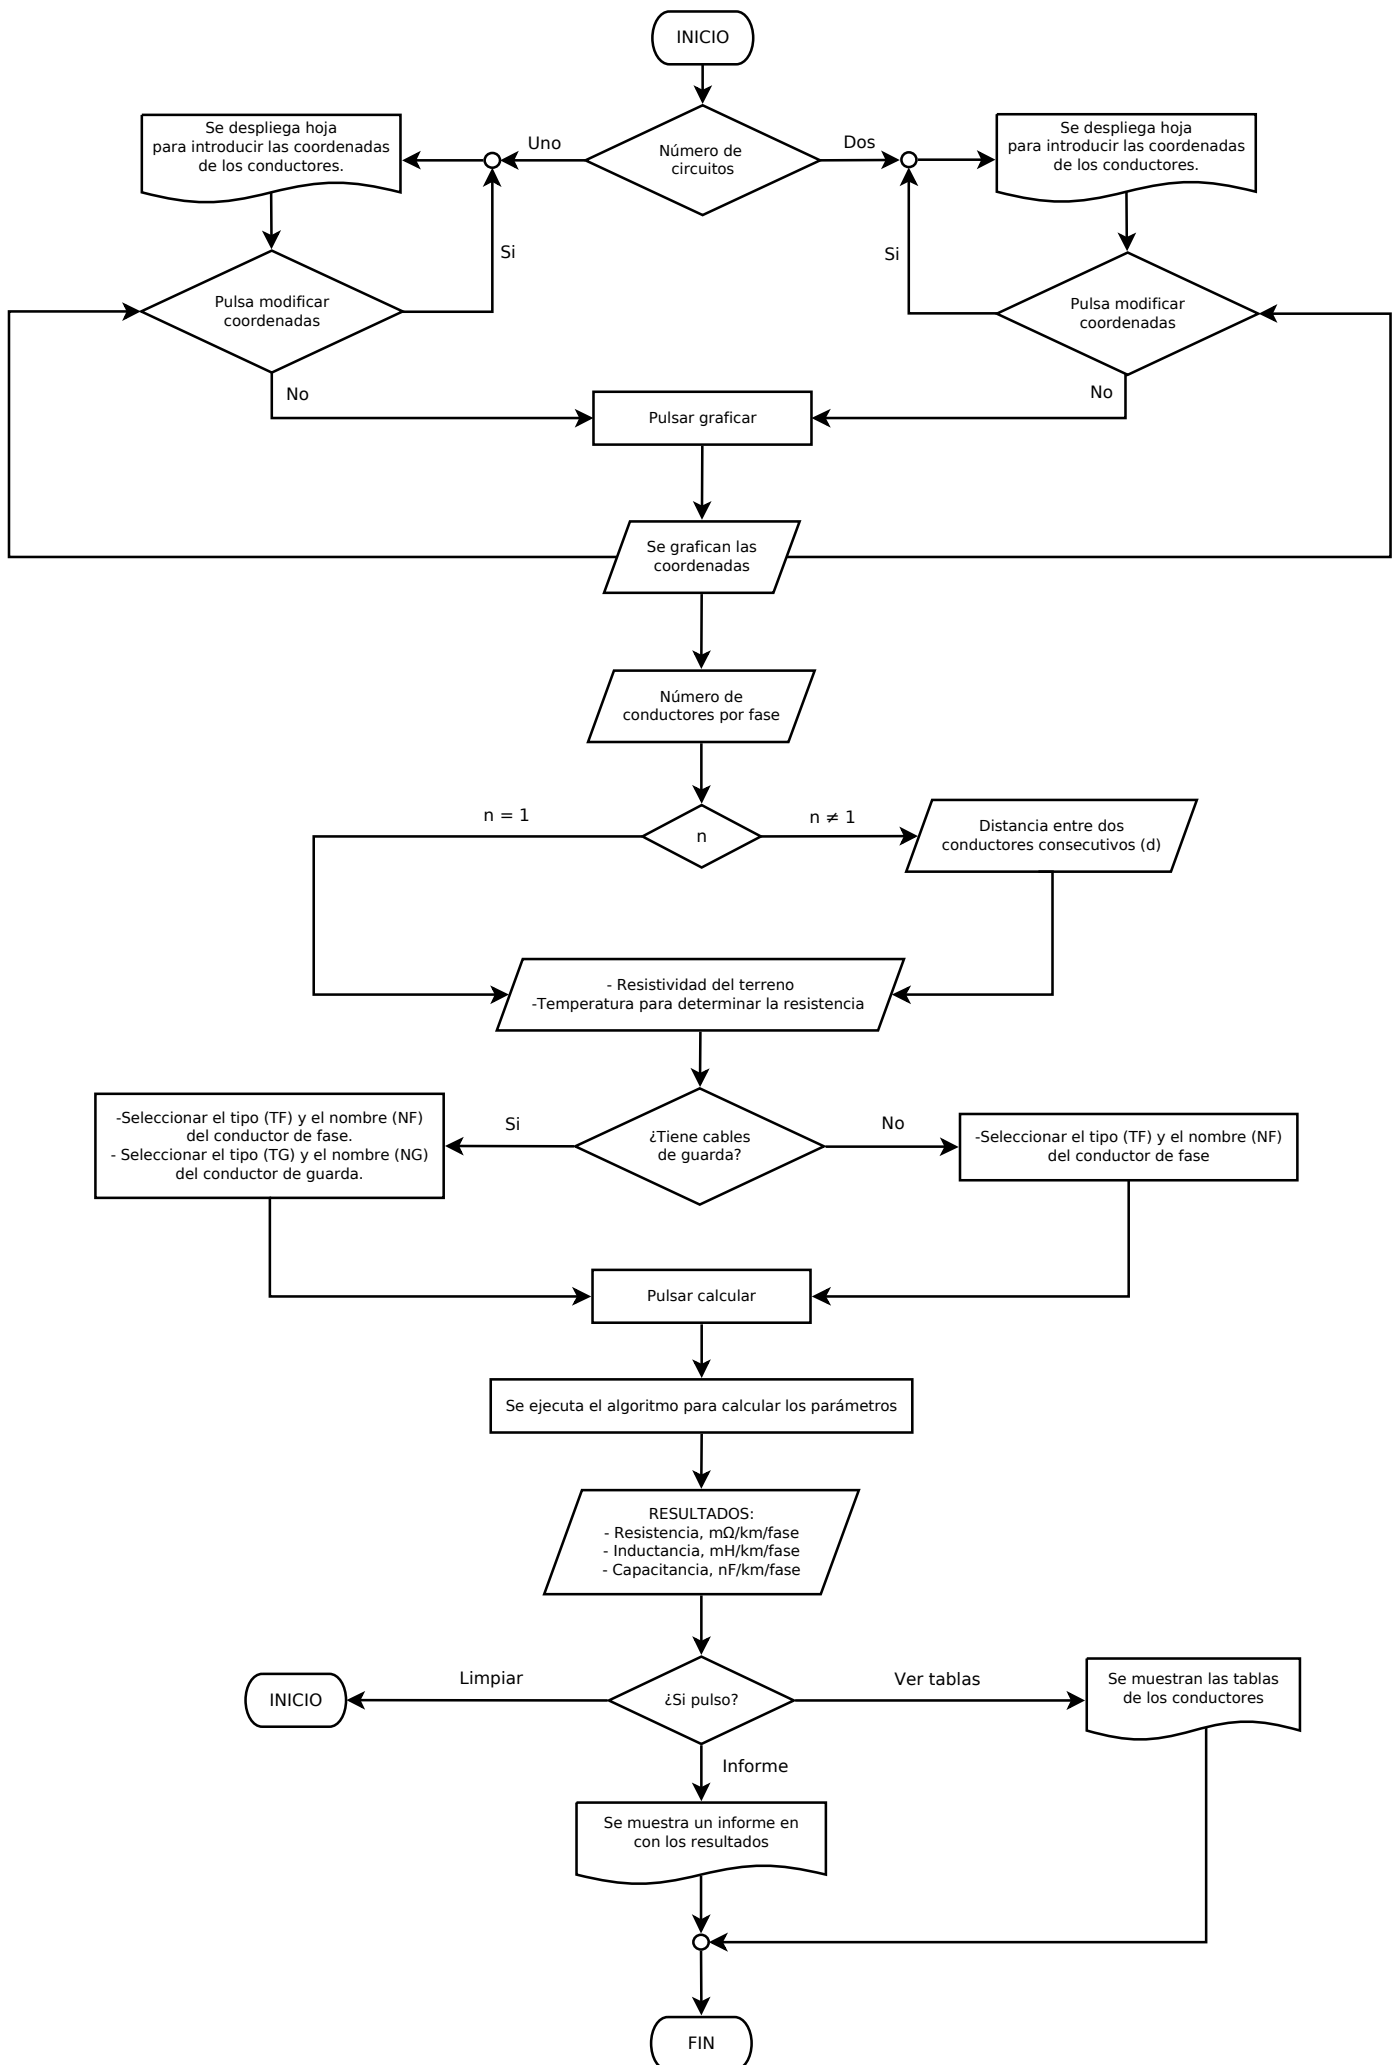 INICIO
Uno
Número de
circuitos
Dos
Se despliega hoja
para introducir las coordenadas
de los conductores.
Se despliega hoja
para introducir las coordenadas
de los conductores.
Si
Si
Pulsa modificar
coordenadas
Pulsa modificar
coordenadas
No
No
Pulsar graficar
Se grafican las
coordenadas
Número de
conductores por fase
n = 1
n
n ≠ 1
Distancia entre dos
conductores consecutivos (d)
- Resistividad del terreno
-Temperatura para determinar la resistencia
-Seleccionar el tipo (TF) y el nombre (NF)
del conductor de fase.
- Seleccionar el tipo (TG) y el nombre (NG)
del conductor de guarda.
Si
¿Tiene cables
de guarda?
No
-Seleccionar el tipo (TF) y el nombre (NF)
del conductor de fase
Pulsar calcular
Se ejecuta el algoritmo para calcular los parámetros
RESULTADOS:
- Resistencia, mΩ/km/fase
- Inductancia, mH/km/fase
- Capacitancia, nF/km/fase
INICIO
Limpiar
¿Si pulso?
Ver tablas
Se muestran las tablas
de los conductores
Informe
Se muestra un informe en
con los resultados
FIN